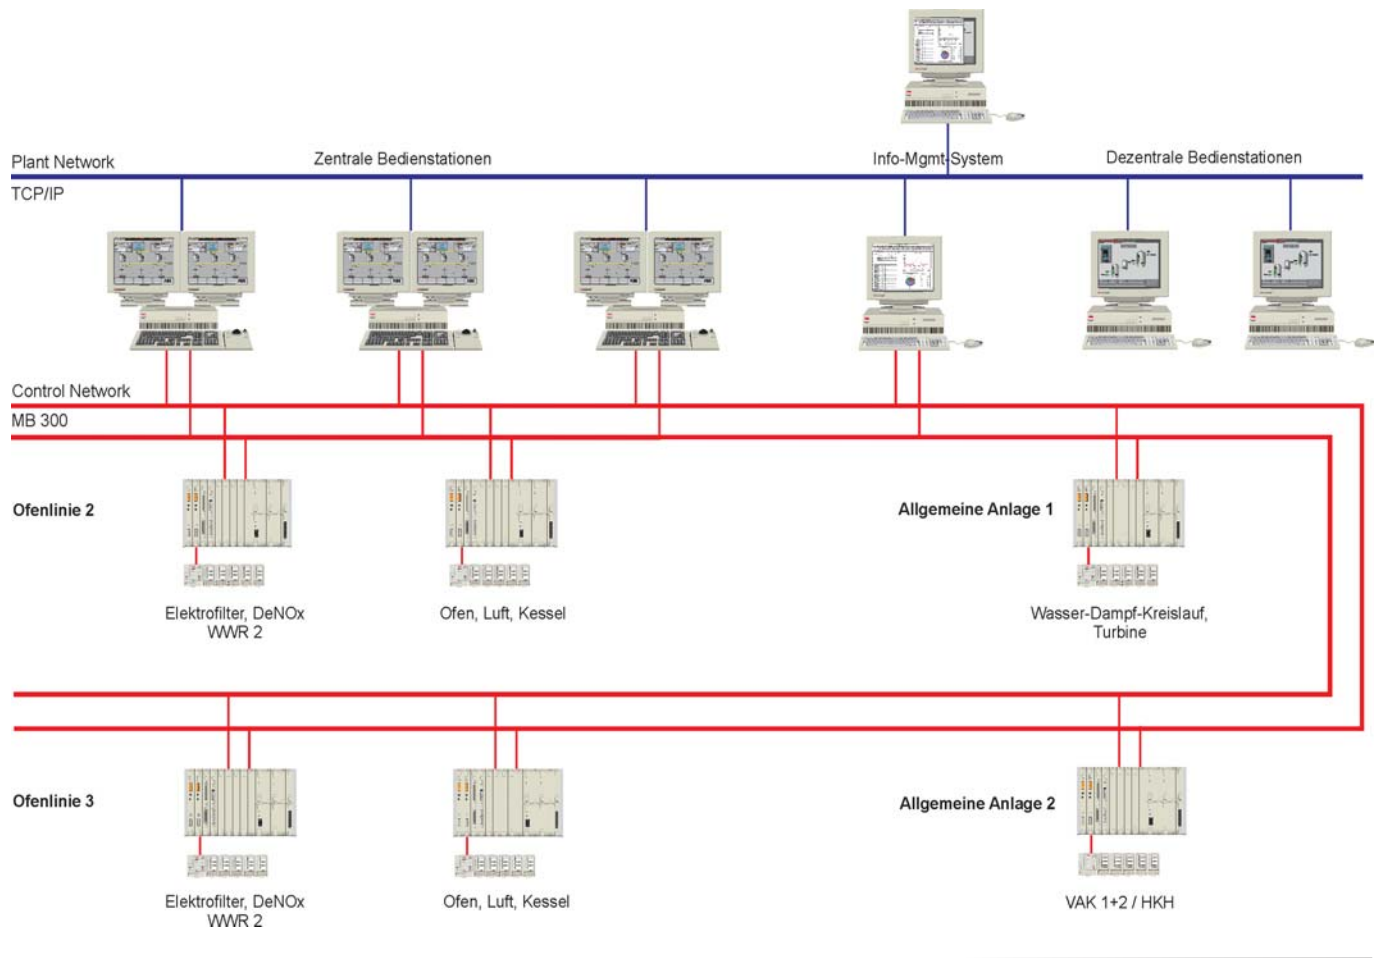 Plant Network
Zentrale Bedienstationen
Info-Mgmt-System
Dezentrale Bedienstationen
TCP/IP
Control Network
MB 300
Ofenlinie 2
Allgemeine Anlage 1
Elektrofilter, DeNOx
WWR 2
Ofen, Luft, Kessel
Wasser-Dampf-Kreislauf,
Turbine
Ofenlinie 3
Allgemeine Anlage 2
Elektrofilter, DeNOx
WWR 2
Ofen, Luft, Kessel
VAK 1+2 / HKH